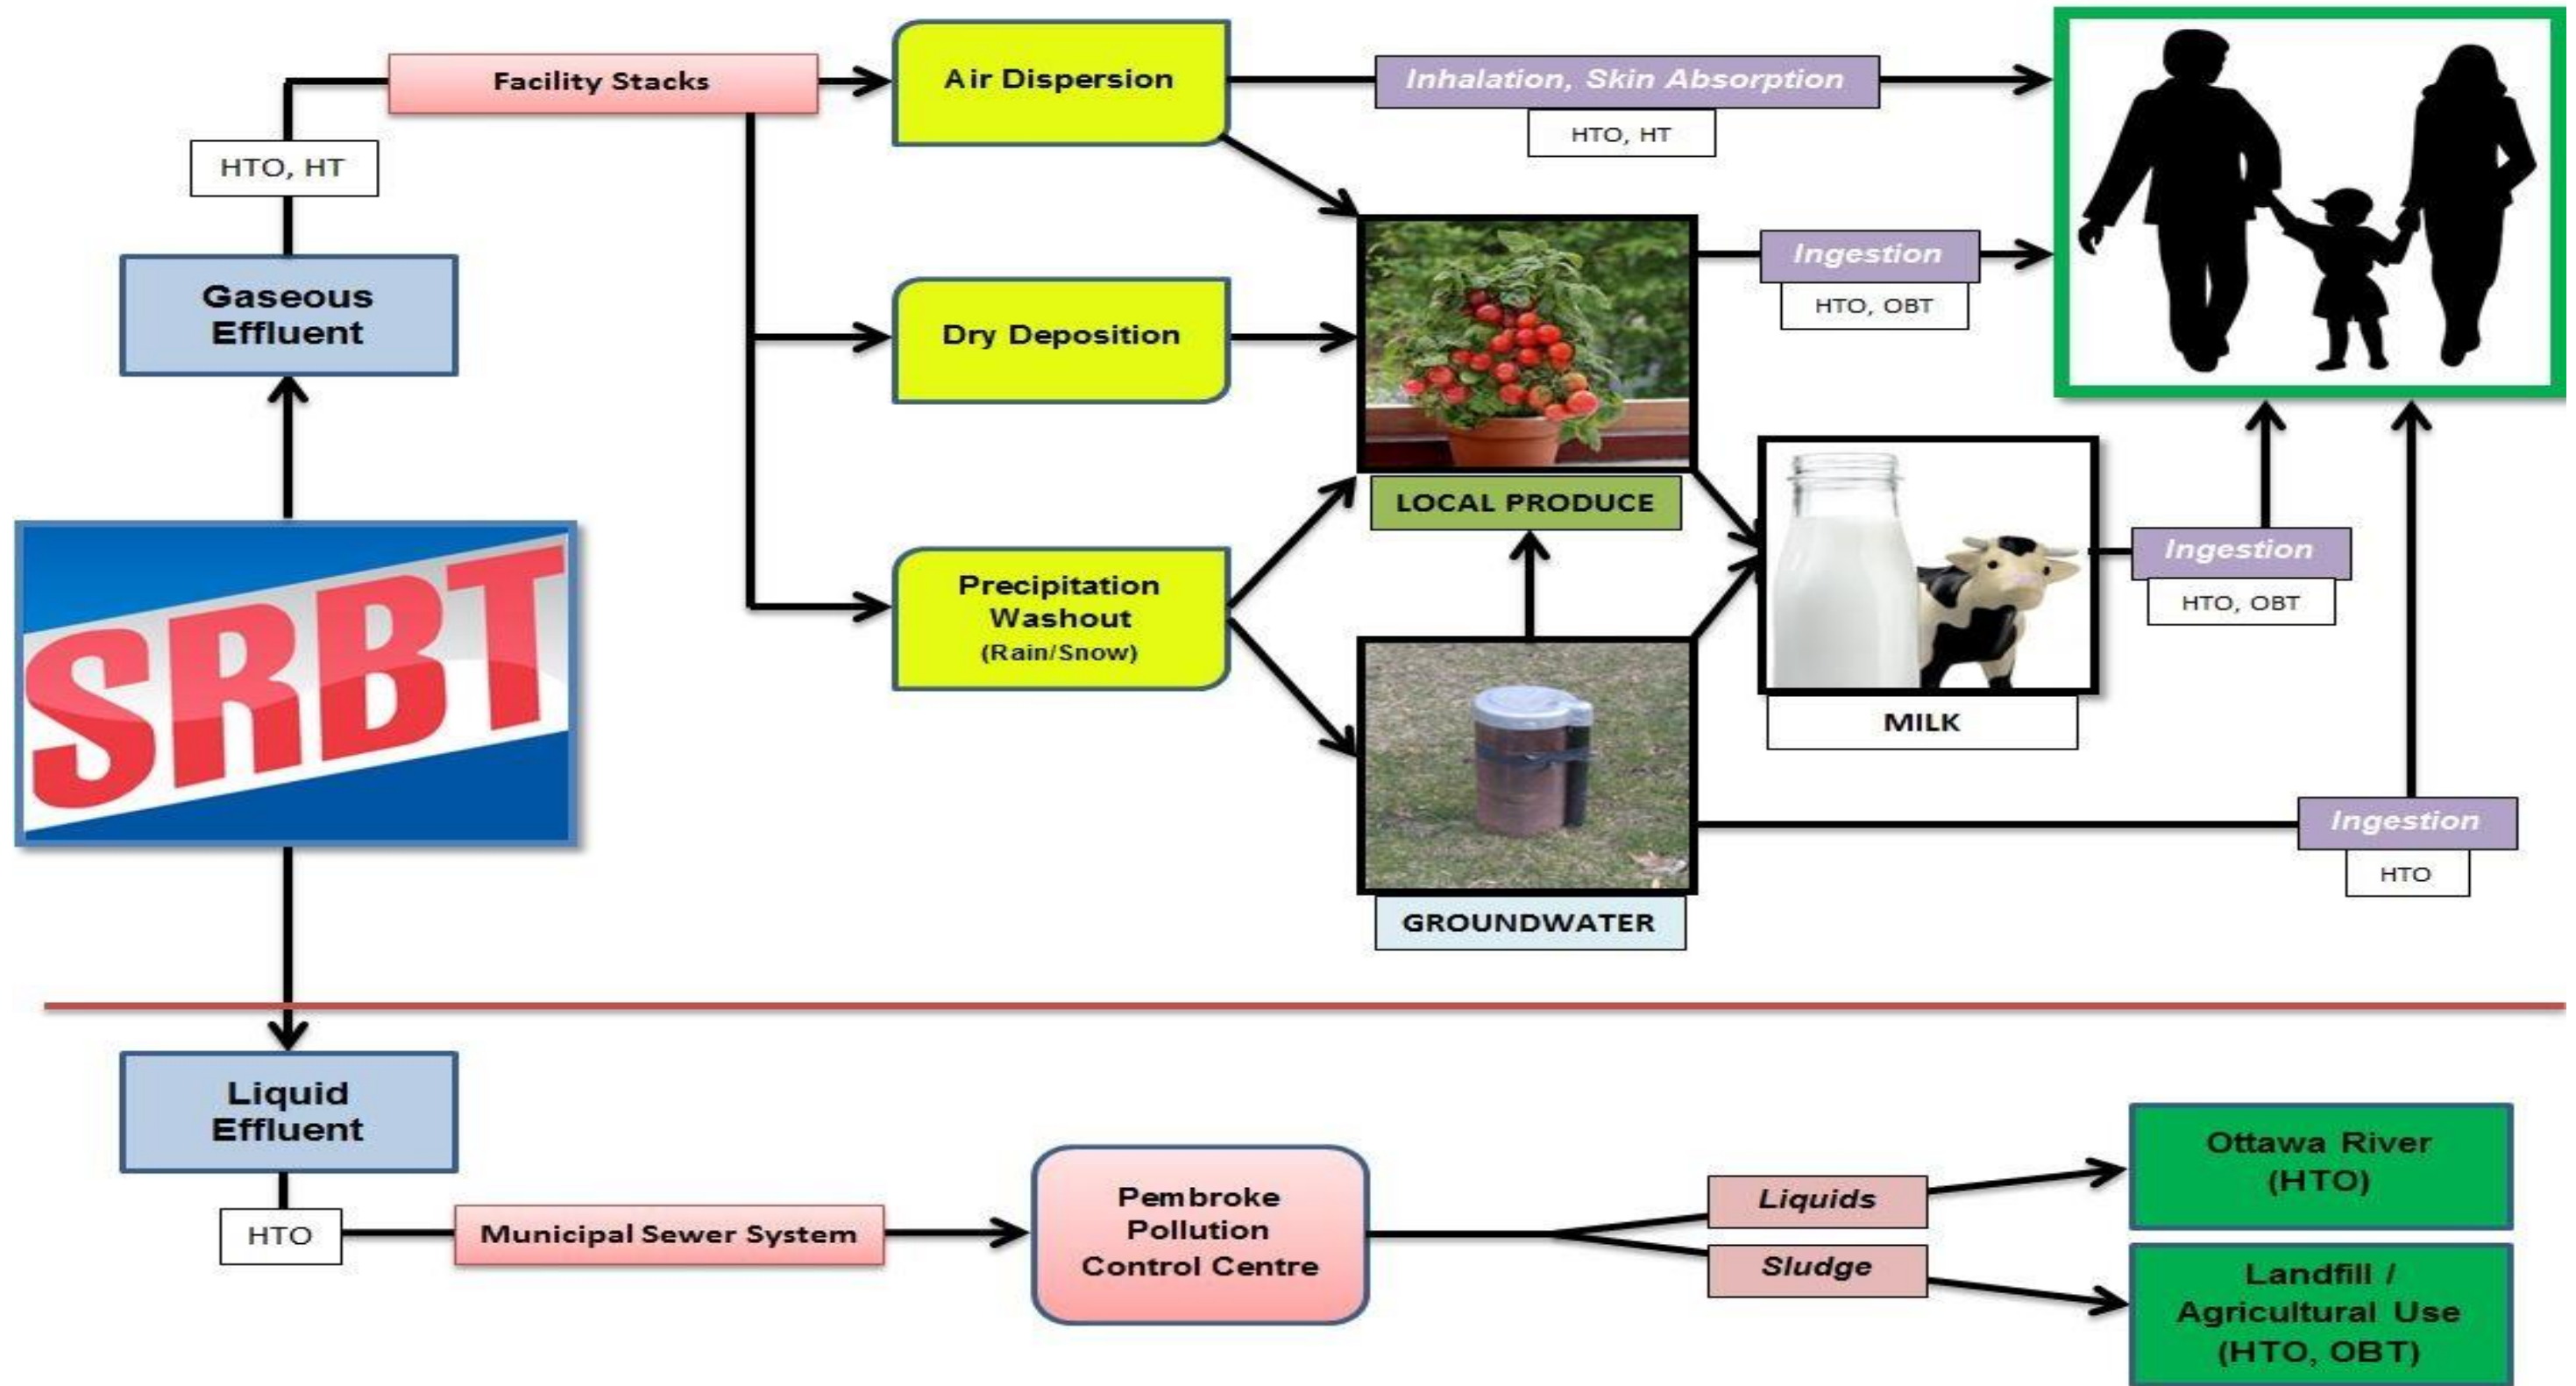 Facility Stacks
Air Dispersion
Inhalation, Skin Absorption
HTO, HT
HTO, HT
Gaseous
Effluent
Dry Deposition
Ingestion
HTO, OBT
LOCAL PRODUCE
SRBT
Precipitation
Washout
(Rain/Snow)
MILK
Ingestion
HTO, OBT
GROUNDWATER
Ingestion
HTO
Liquid
Effluent
HTO
Municipal Sewer System
Pembroke
Pollution
Control Centre
Liquids
Sludge
Ottawa River
(HTO)
Landfill /
Agricultural Use
(HTO, OBT)